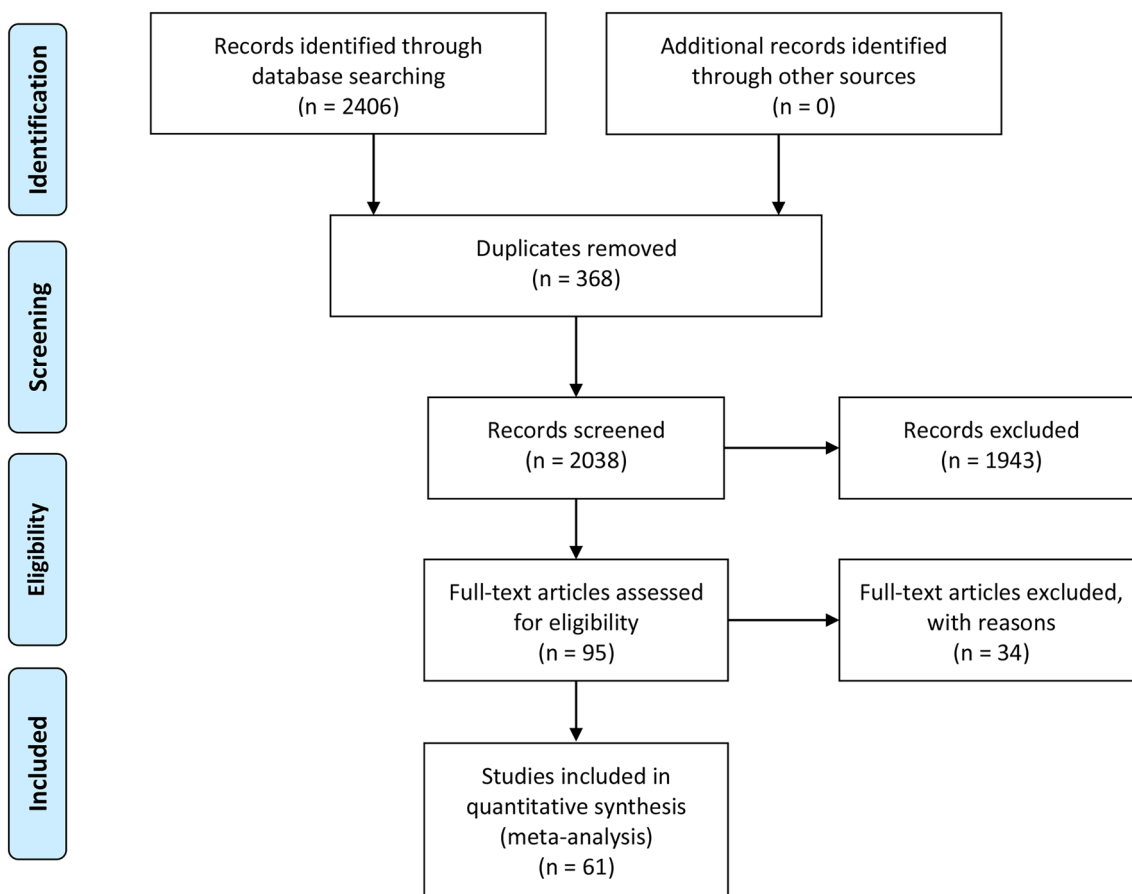 Identification
Records identified through
database searching
(n = 2406)
Additional records identified
through other sources
(n = 0)
Duplicates removed
(n = 368)
Screening
Records screened
(n = 2038)
Records excluded
(n = 1943)
Eligibility
Full-text articles assessed
for eligibility
(n = 95)
Full-text articles excluded,
with reasons
(n = 34)
Included
Studies included in
quantitative synthesis
(meta-analysis)
(n = 61)